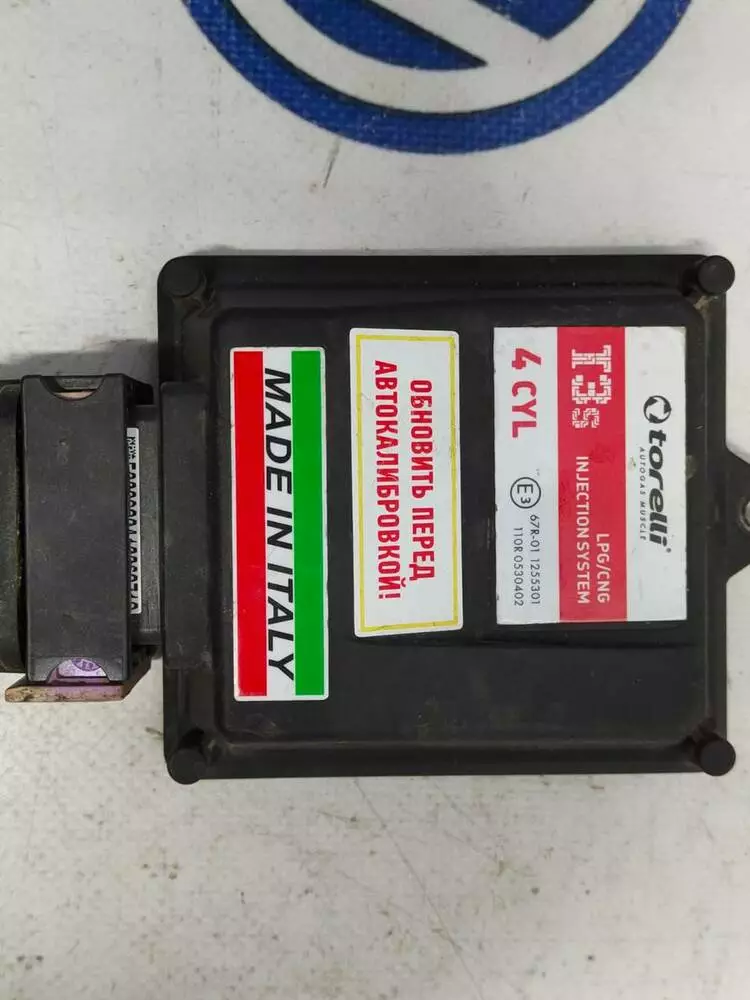 torelli
AUTOGAS MUSCLE
T3s
LPG/CNG
INJECTION SYSTEM
4 CYL
E3
67R-01 1255301
110R 0530402
ОБНОВИТЬ ПЕРЕД
АВТОКАЛИБРОВКОЙ!
MADE IN ITALY